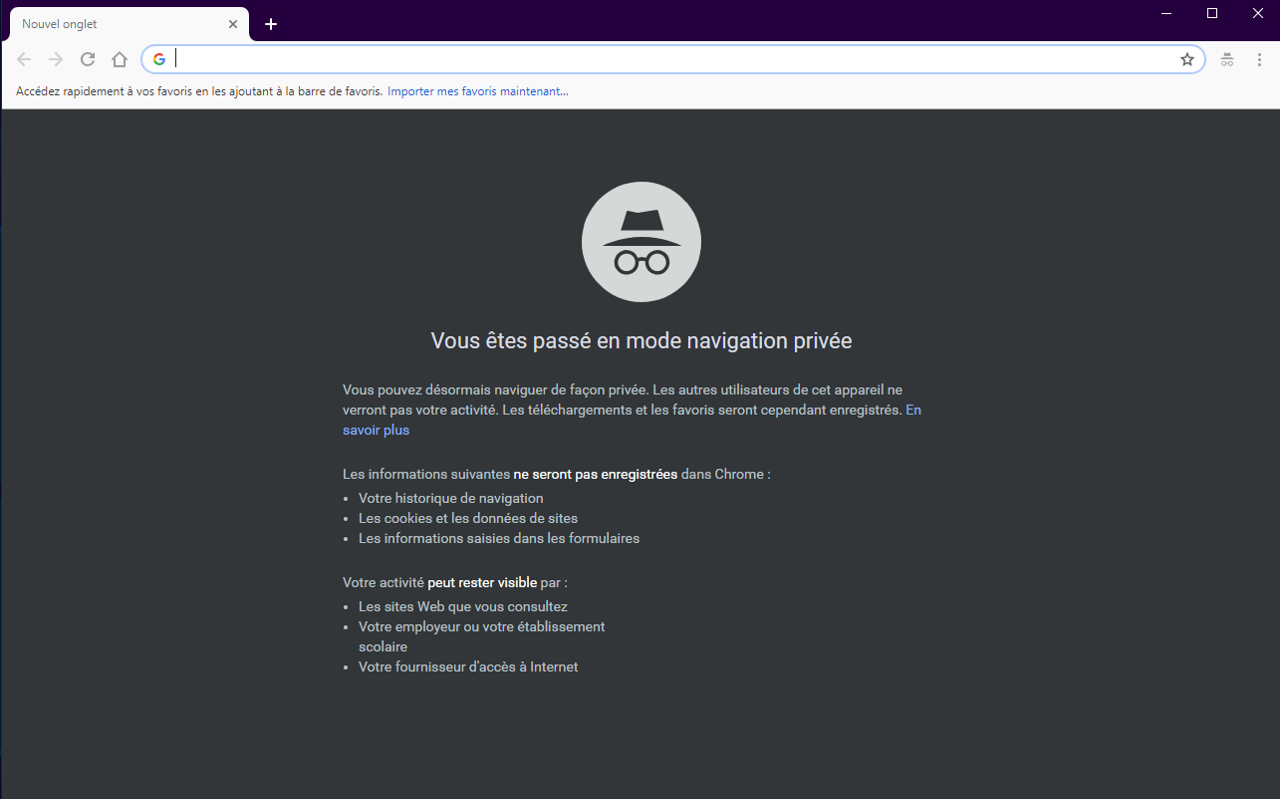 Nouvel onglet
Accédez rapidement à vos favoris en les ajoutant à la barre de favoris. Importer mes favoris maintenant...
Vous êtes passé en mode navigation privée
Vous pouvez désormais naviguer de façon privée. Les autres utilisateurs de cet appareil ne
verront pas votre activité. Les téléchargements et les favoris seront cependant enregistrés. En
savoir plus
Les informations suivantes ne seront pas enregistrées dans Chrome :
• Votre historique de navigation
• Les cookies et les données de sites
• Les informations saisies dans les formulaires
Votre activité peut rester visible par :
• Les sites Web que vous consultez
• Votre employeur ou votre établissement
scolaire
• Votre fournisseur d'accès à Internet